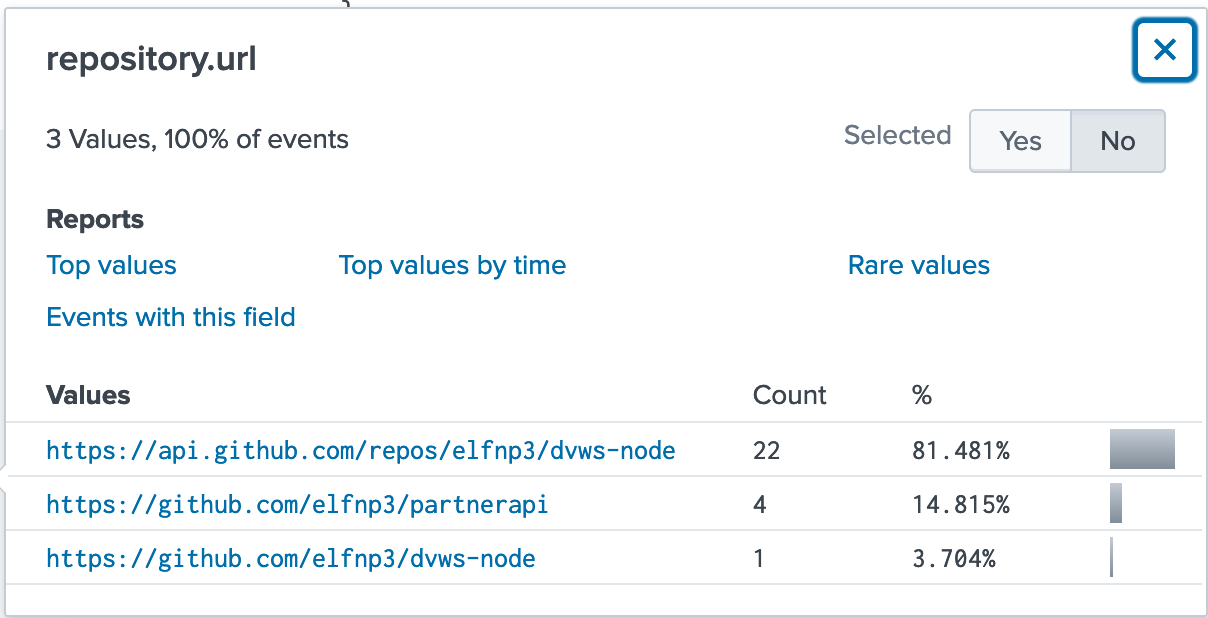 repository.url
3 Values, 100% of events
Selected Yes No
Reports
Top values Top values by time Rare values
Events with this field
Values Count %
https://api.github.com/repos/elfnp3/dvws-node 22 81.481%
https://github.com/elfnp3/partnerapi 4 14.815%
https://github.com/elfnp3/dvws-node 1 3.704%